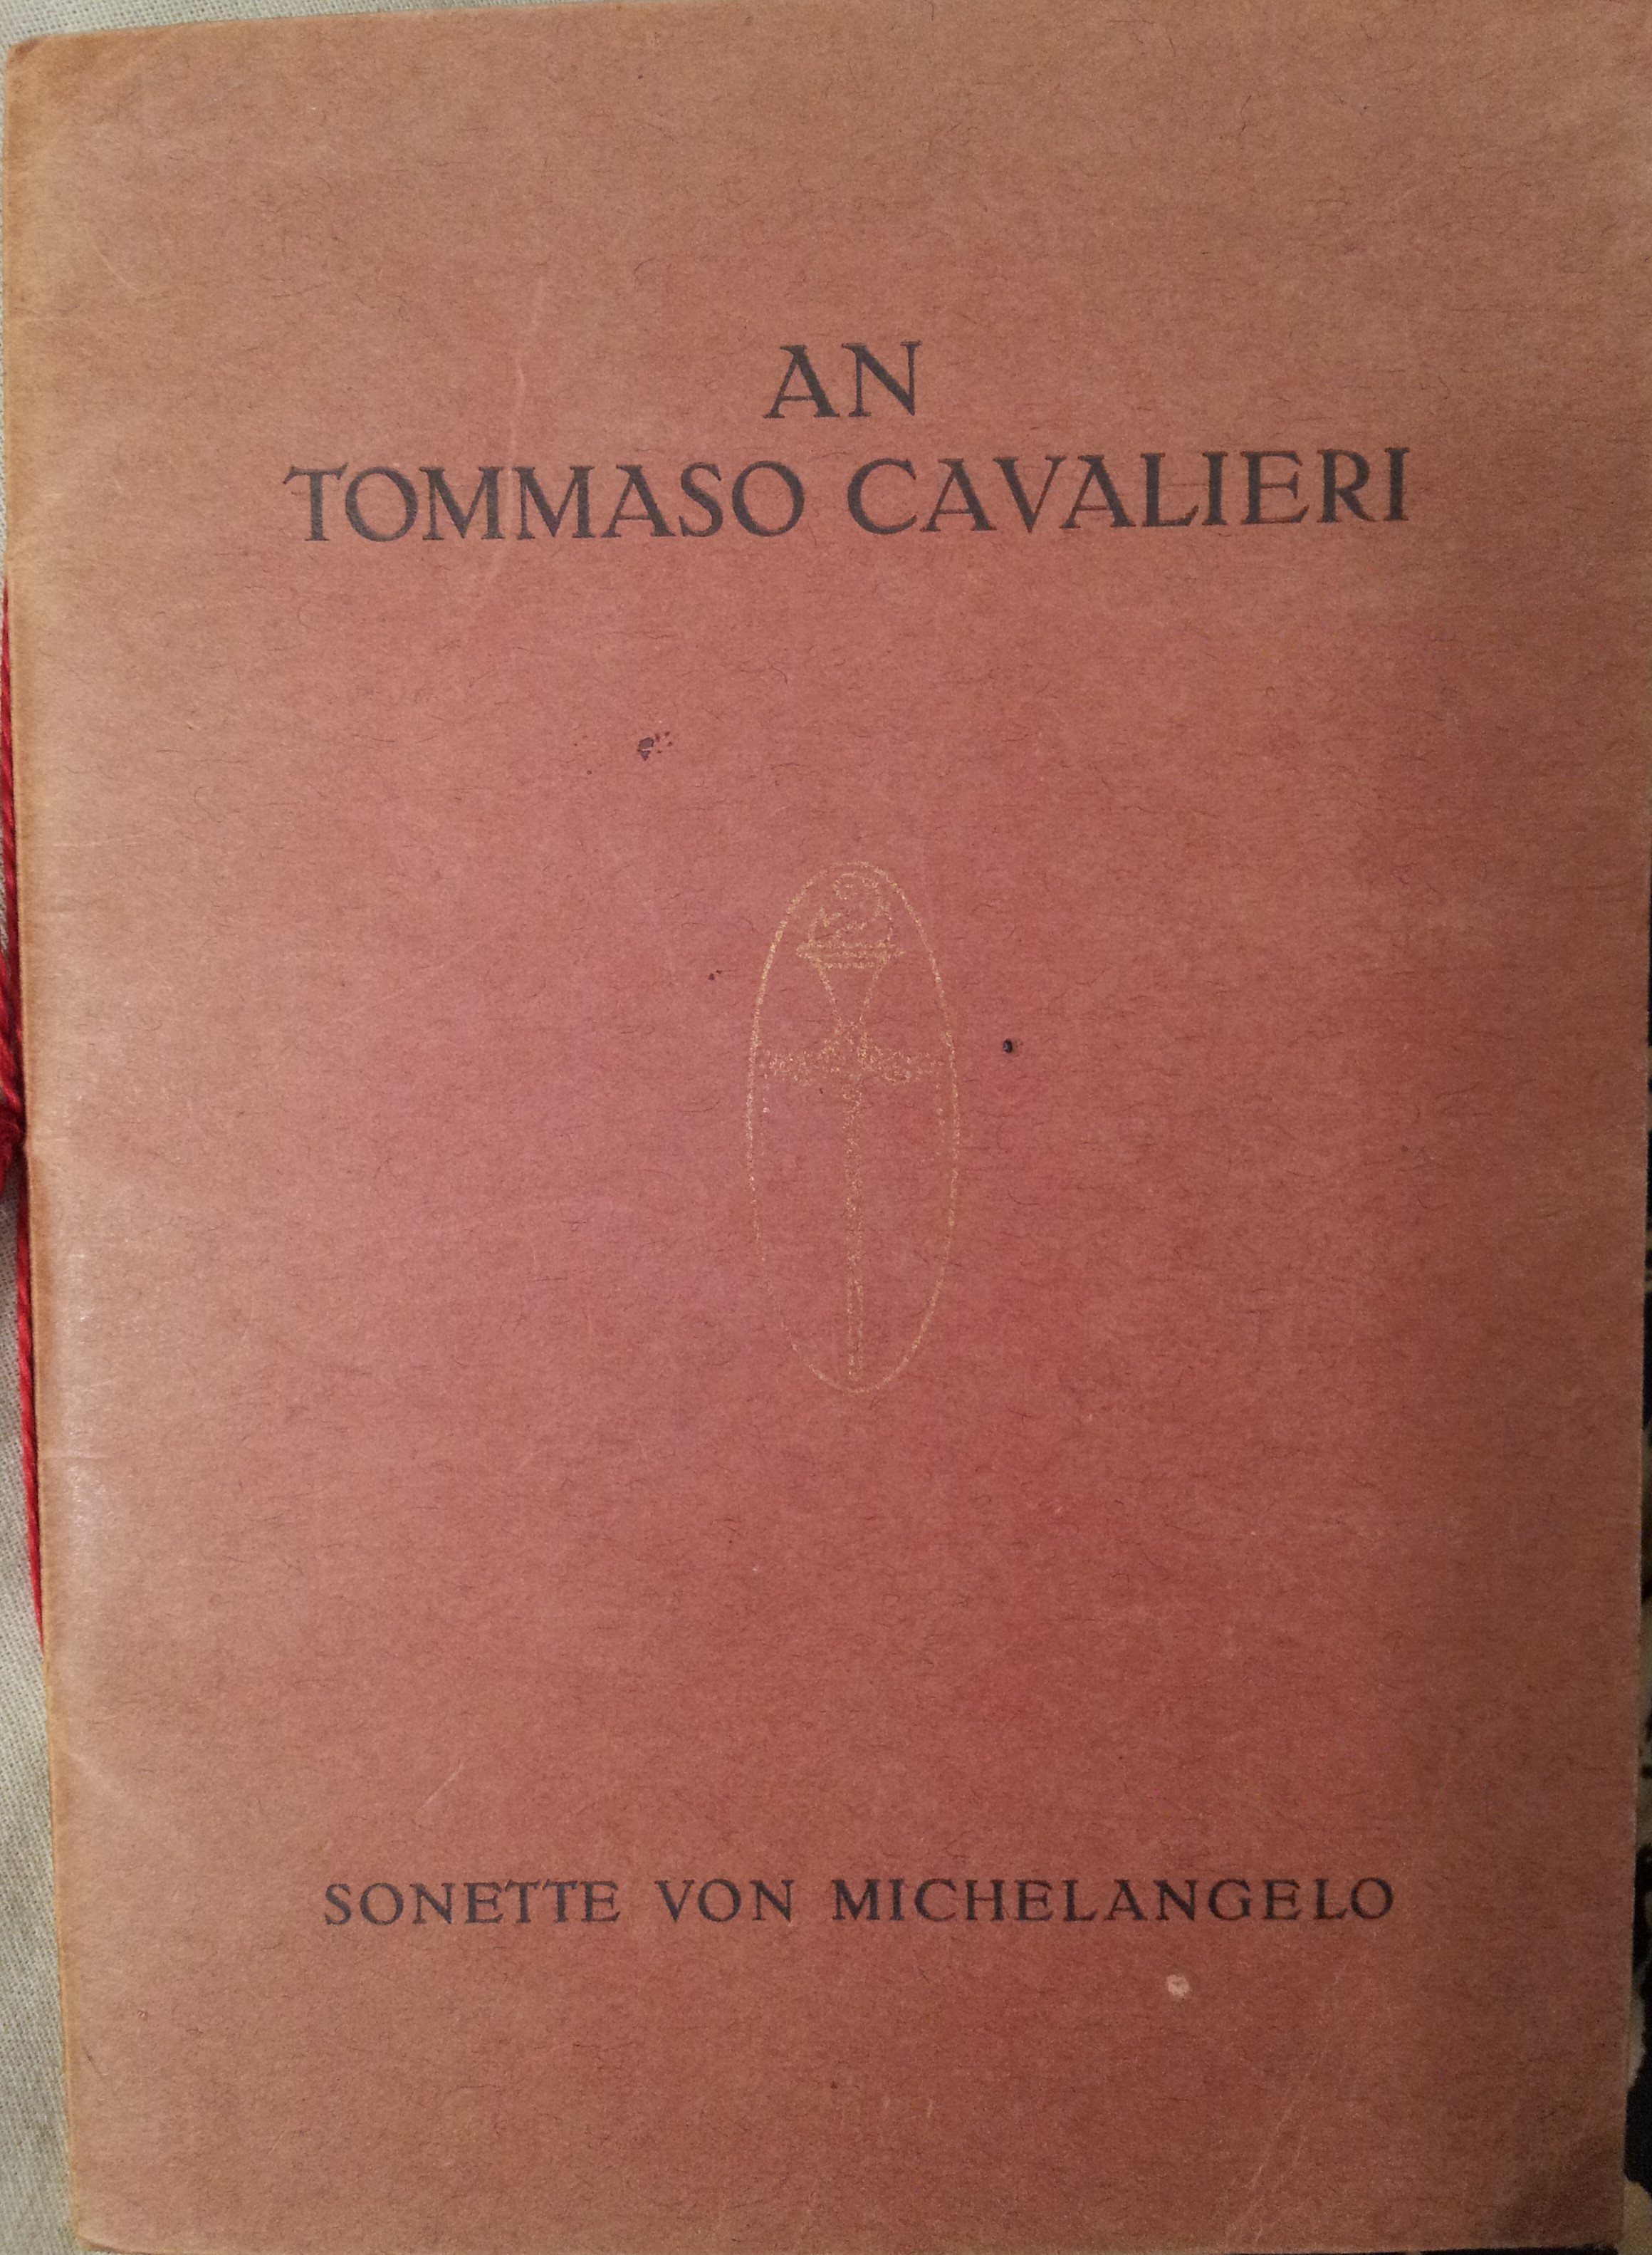 AN
TOMMASO CAVALIERI
SONETTE VON MICHELANGELO